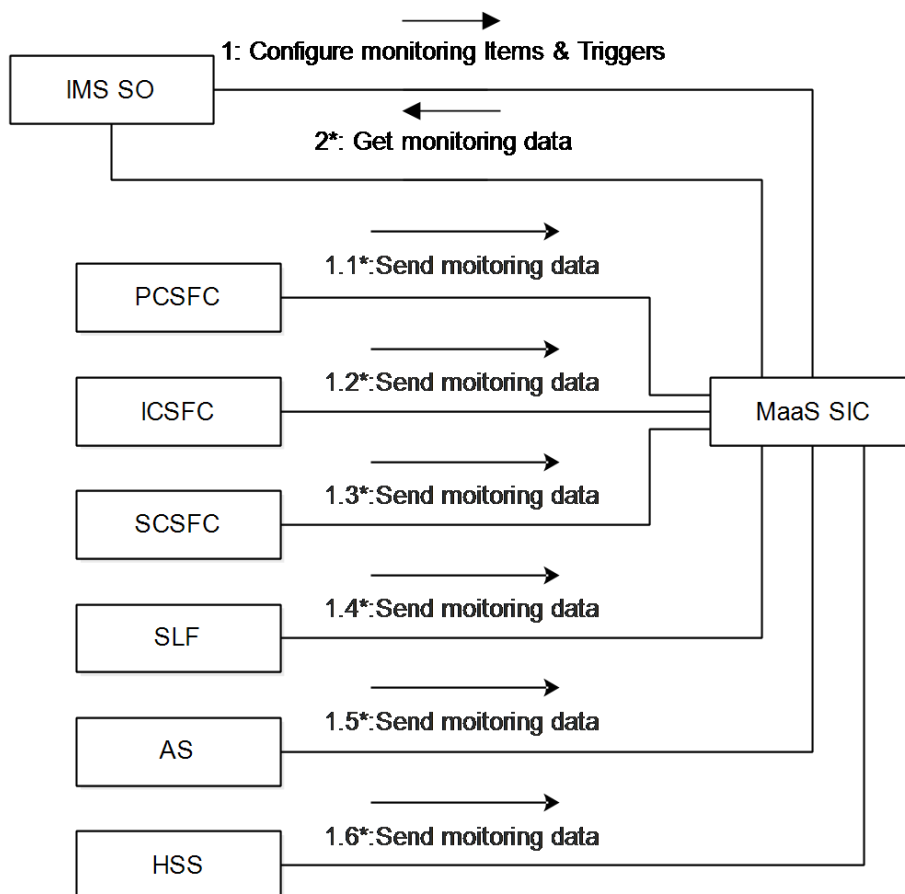 1: Configure monitoring Items & Triggers
IMS SO
2*: Get monitoring data
1.1*:Send moitoring data
PCSFC
1.2*:Send moitoring data
ICSFC
MaaS SIC
1.3*:Send moitoring data
SCSFC
1.4*:Send moitoring data
SLF
1.5*:Send moitoring data
AS
1.6*:Send moitoring data
HSS